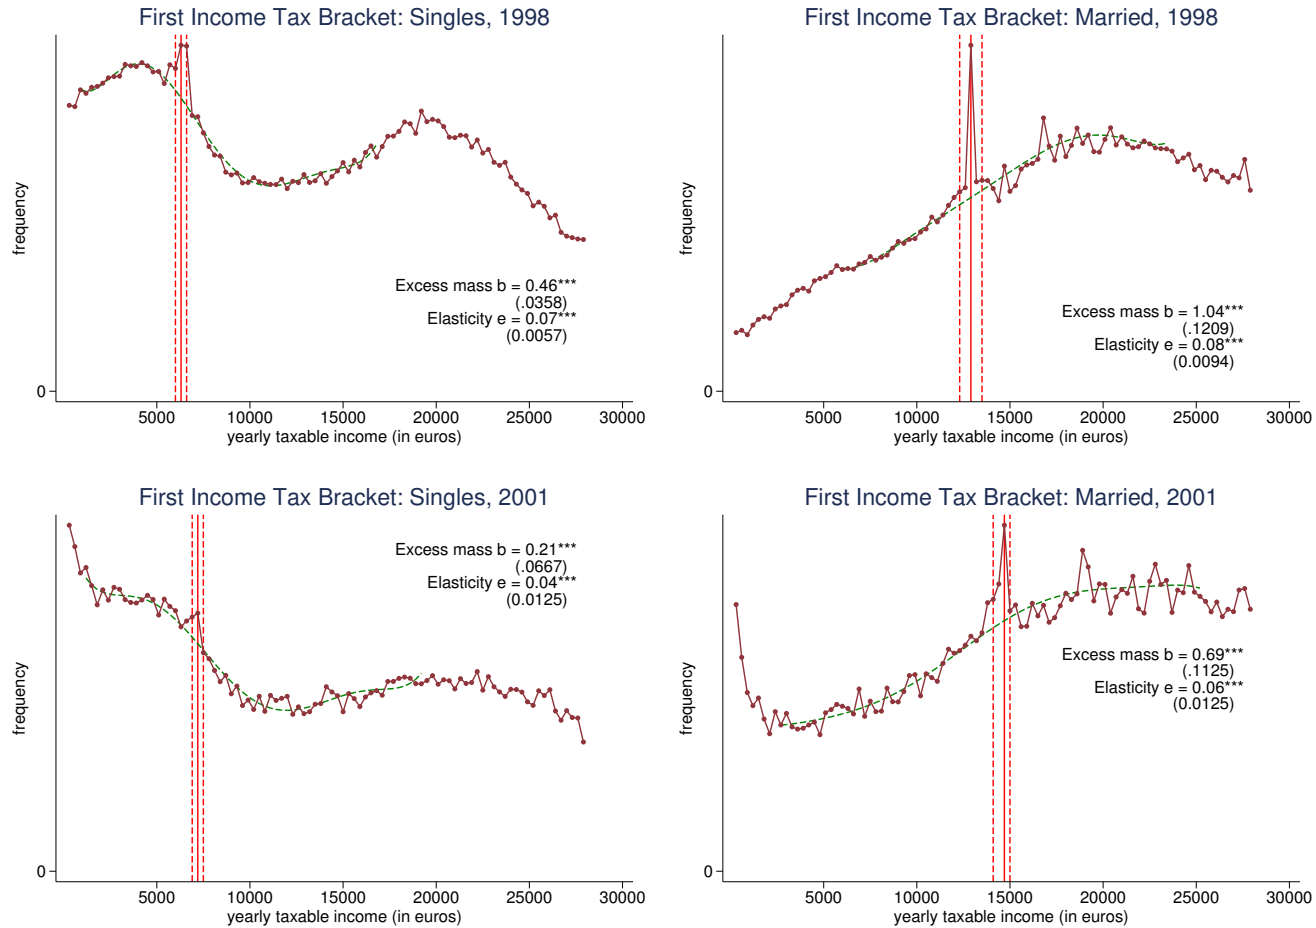 First Income Tax Bracket: Singles, 1998
frequency
0
Excess mass b = 0.46***
(.0358)
Elasticity e = 0.07***
(0.0057)
5000 10000 15000 20000 25000 30000
yearly taxable income (in euros)
First Income Tax Bracket: Married, 1998
frequency
0
Excess mass b = 1.04***
(.1209)
Elasticity e = 0.08***
(0.0094)
5000 10000 15000 20000 25000 30000
yearly taxable income (in euros)
First Income Tax Bracket: Singles, 2001
frequency
0
Excess mass b = 0.21***
(.0667)
Elasticity e = 0.04***
(0.0125)
5000 10000 15000 20000 25000 30000
yearly taxable income (in euros)
First Income Tax Bracket: Married, 2001
frequency
0
Excess mass b = 0.69***
(.1125)
Elasticity e = 0.06***
(0.0125)
5000 10000 15000 20000 25000 30000
yearly taxable income (in euros)